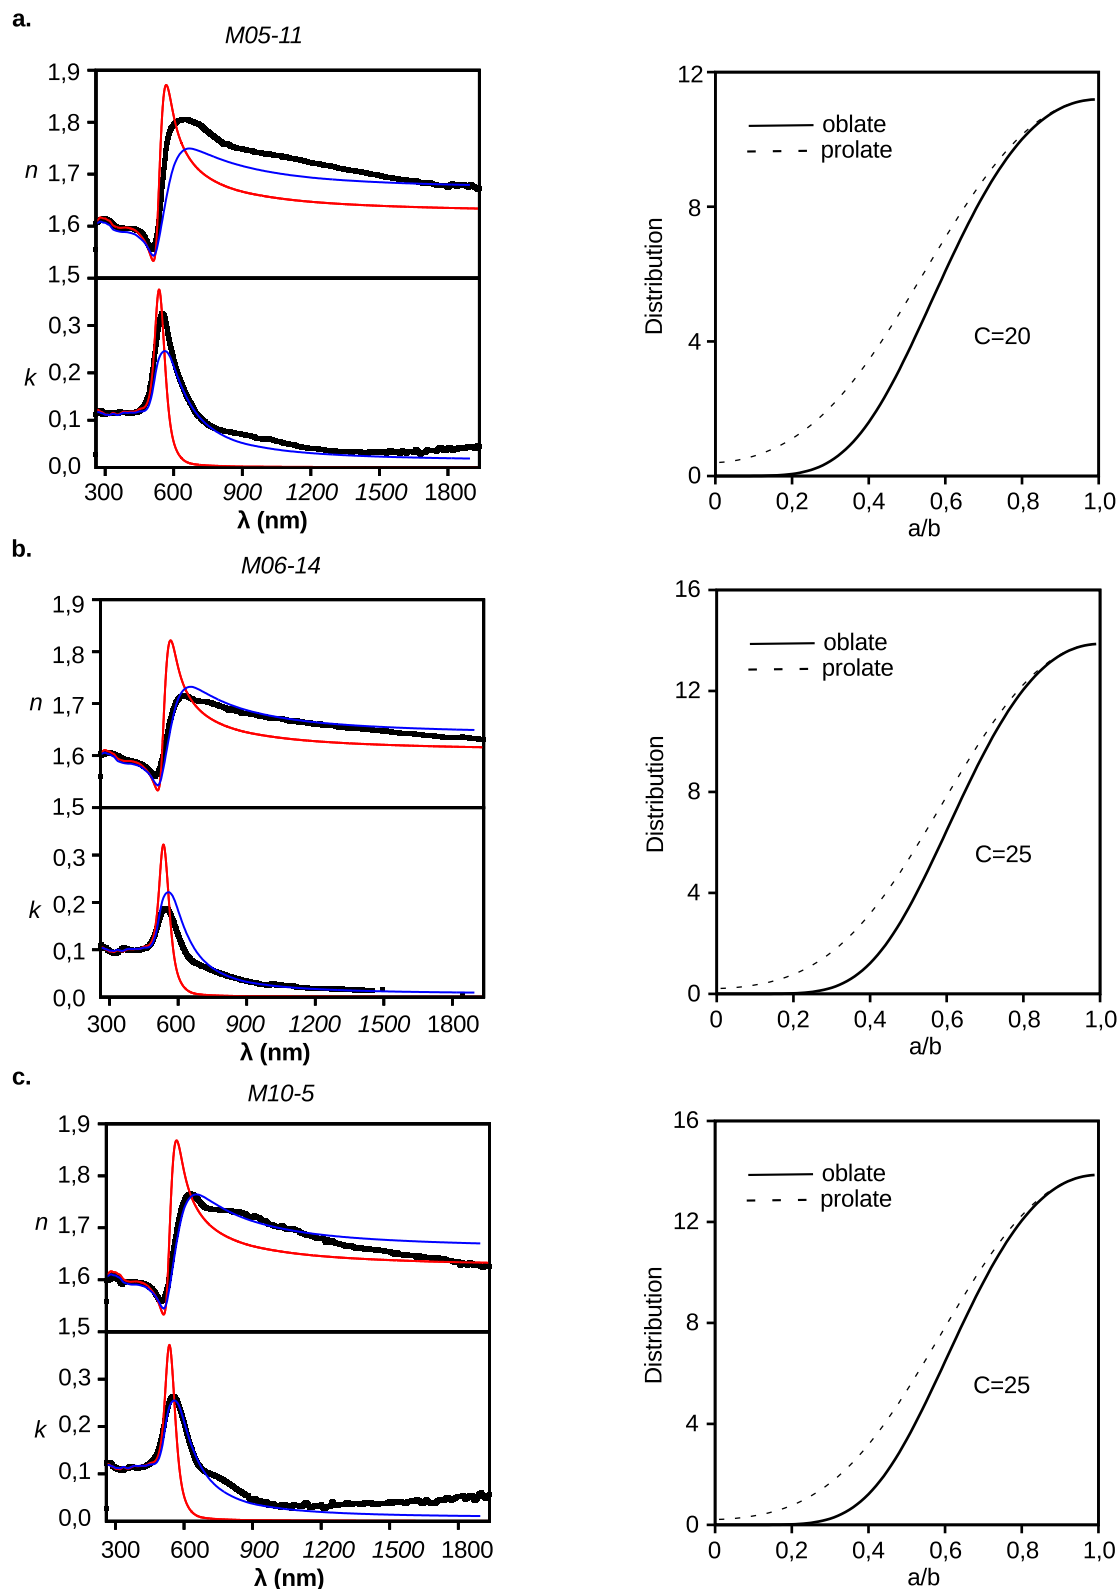 a.
M05-11
1,9
1,8
n
1,7
1,6
1,5
0,3
k
0,2
0,1
0,0
300 600 900 1200 1500 1800
λ (nm)
12
8
4
0
Distribution
oblate
prolate
C=20
0 0,2 0,4 0,6 0,8 1,0
a/b
b.
M06-14
1,9
1,8
n
1,7
1,6
1,5
0,3
k
0,2
0,1
0,0
300 600 900 1200 1500 1800
λ (nm)
16
12
8
4
0
Distribution
oblate
prolate
C=25
0 0,2 0,4 0,6 0,8 1,0
a/b
c.
M10-5
1,9
1,8
n
1,7
1,6
1,5
0,3
k
0,2
0,1
0,0
300 600 900 1200 1500 1800
λ (nm)
16
12
8
4
0
Distribution
oblate
prolate
C=25
0 0,2 0,4 0,6 0,8 1,0
a/b